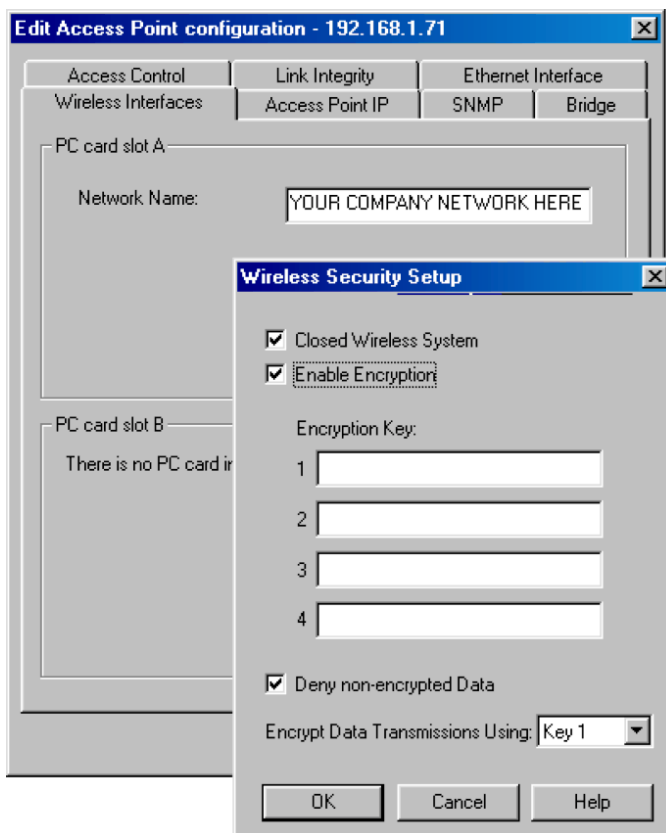 Edit Access Point configuration - 192.168.1.71
Access Control Link Integrity Ethernet Interface
Wireless Interfaces Access Point IP SNMP Bridge
PC card slot A
Network Name: YOUR COMPANY NETWORK HERE
Wireless Security Setup
Closed Wireless System
Enable Encryption
PC card slot B
There is no PC card
Encryption Key:
1
2
3
4
Deny non-encrypted Data
Encrypt Data Transmissions Using: Key 1
OK Cancel Help